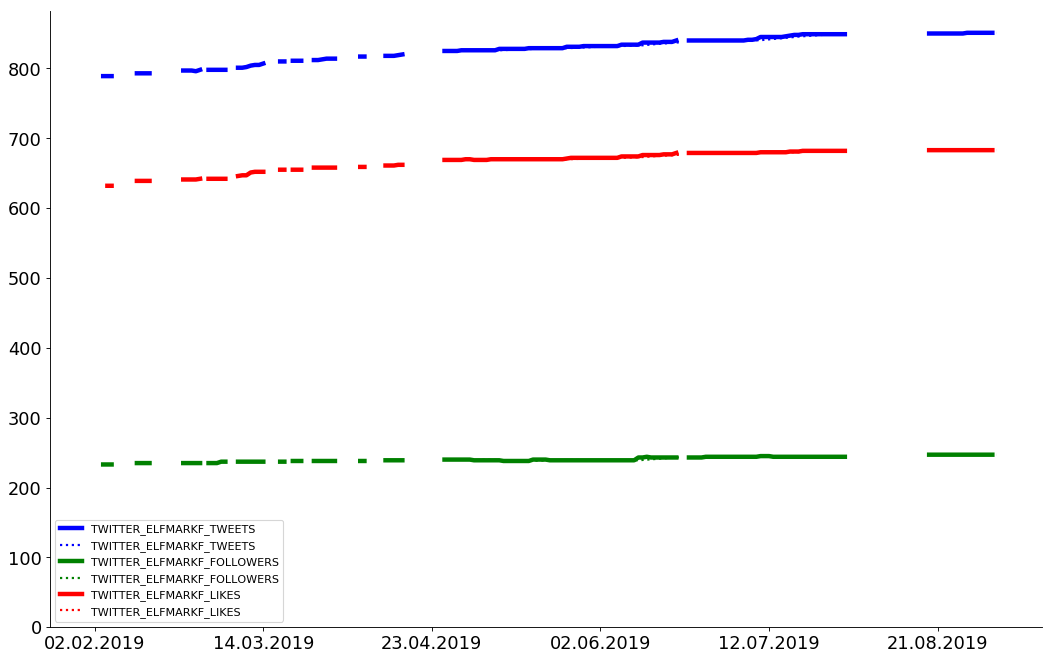 800
700
600
500
400
300
200
100
0
TWITTER_ELFMARKF_TWEETS
TWITTER_ELFMARKF_TWEETS
TWITTER_ELFMARKF_FOLLOWERS
TWITTER_ELFMARKF_FOLLOWERS
TWITTER_ELFMARKF_LIKES
TWITTER_ELFMARKF_LIKES
02.02.2019 14.03.2019 23.04.2019 02.06.2019 12.07.2019 21.08.2019